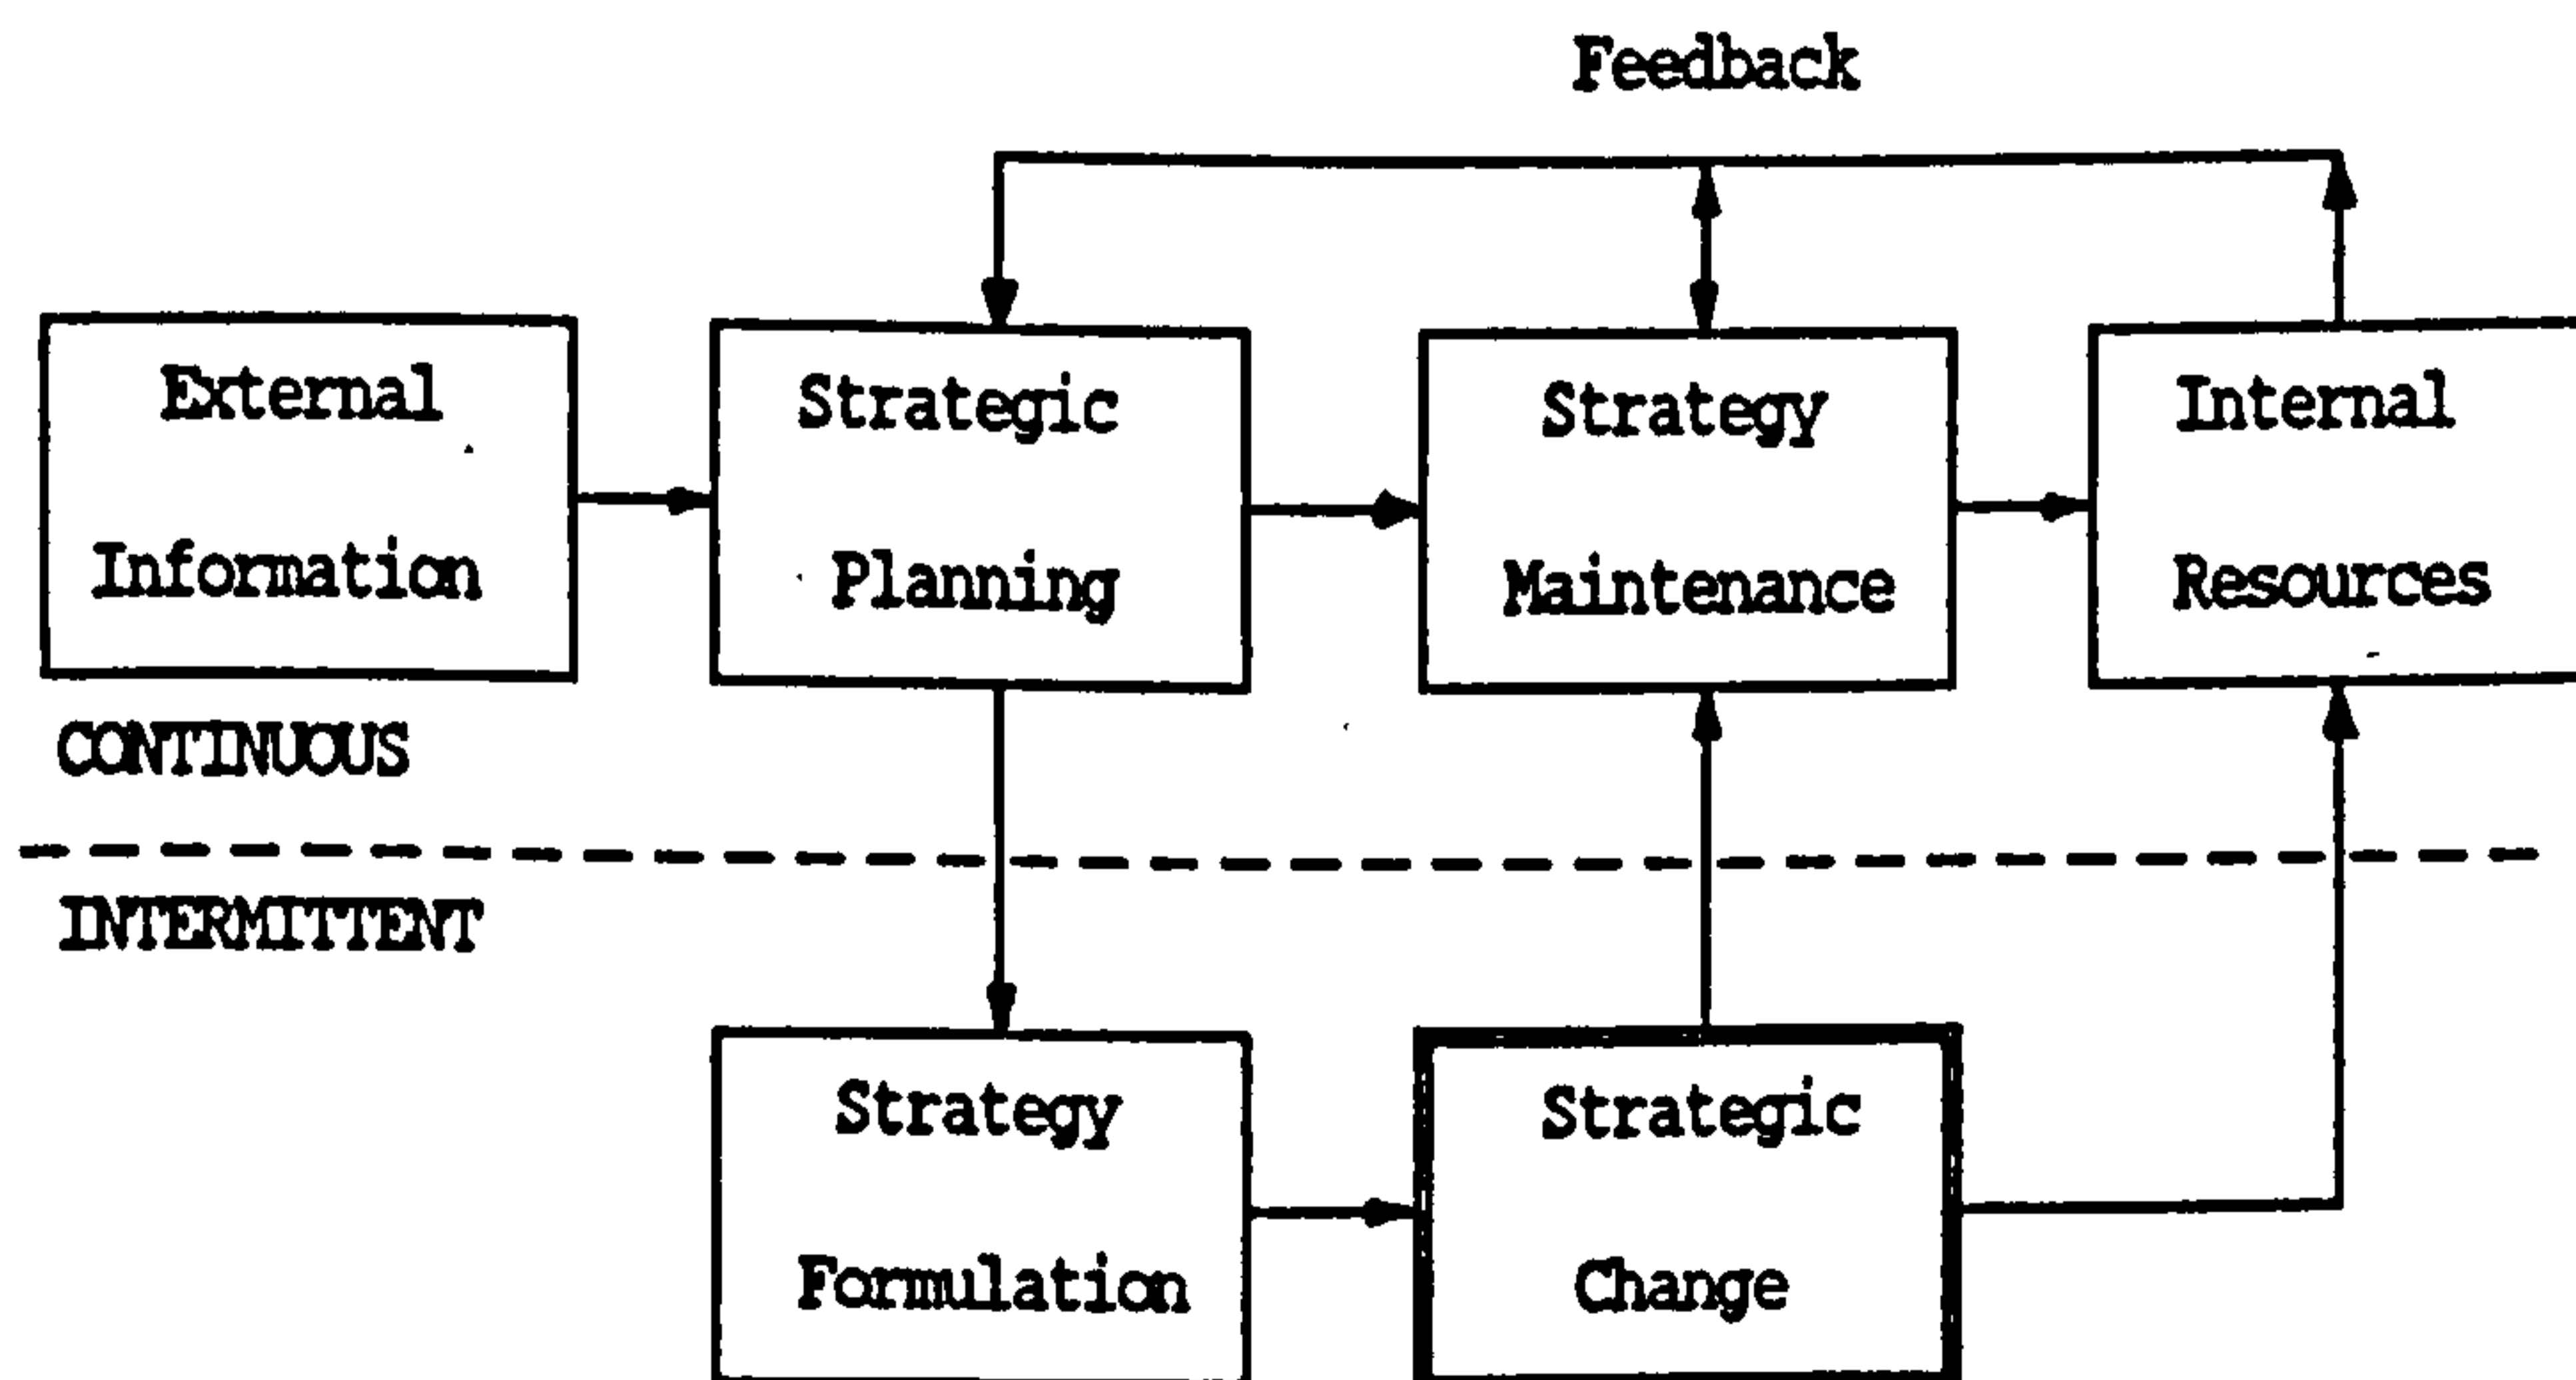 Feedback
External
Information
Strategic
Planning
Strategy
Maintenance
Internal
Resources
CONTINUOUS
INTERMITTENT
Strategy
Formulation
Strategic
Change